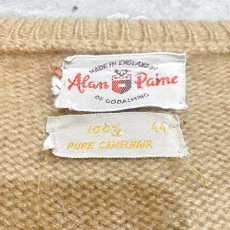 MADE IN ENGLAND BY
Alan Paine
OF GODALMING
100% 44
PURE CAMELHAIR